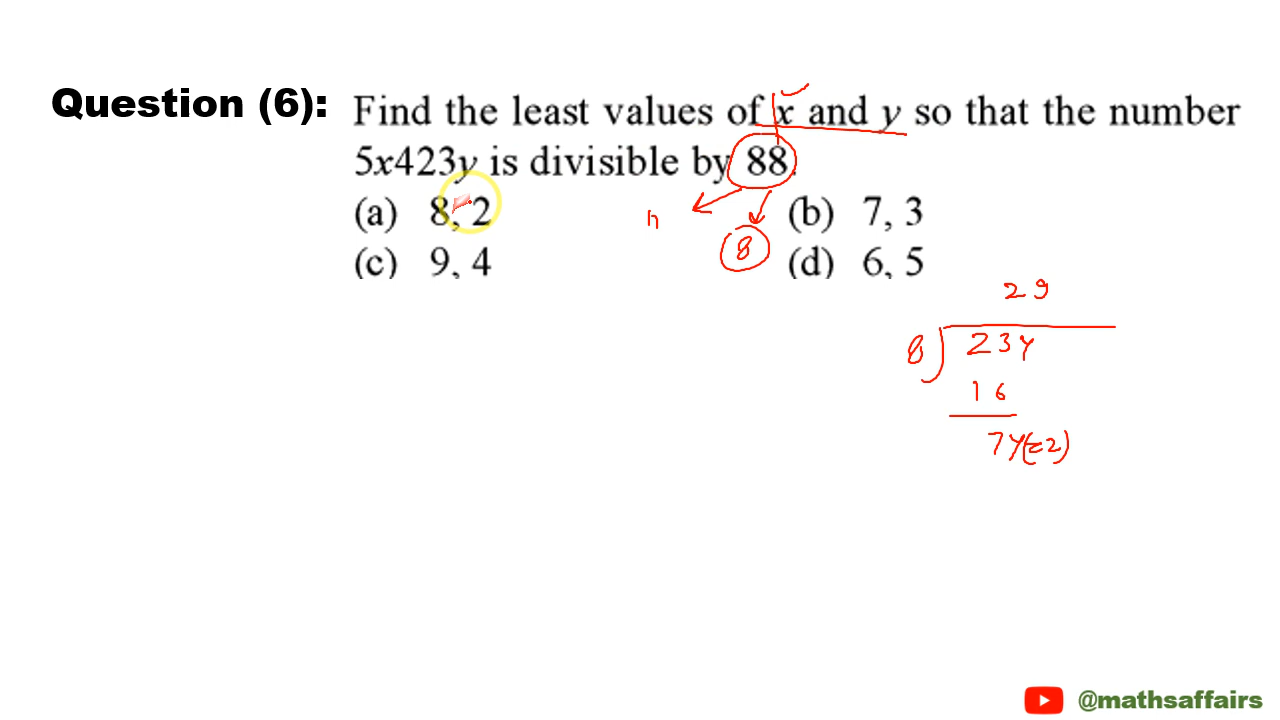 Question (6): Find the least values of x and y so that the number
5x423y is divisible by 88.
(a) 8, 2 (b) 7, 3
(c) 9, 4 (d) 6, 5
11
8
29
8 23y
16
7y(=2)
@mathsaffairs